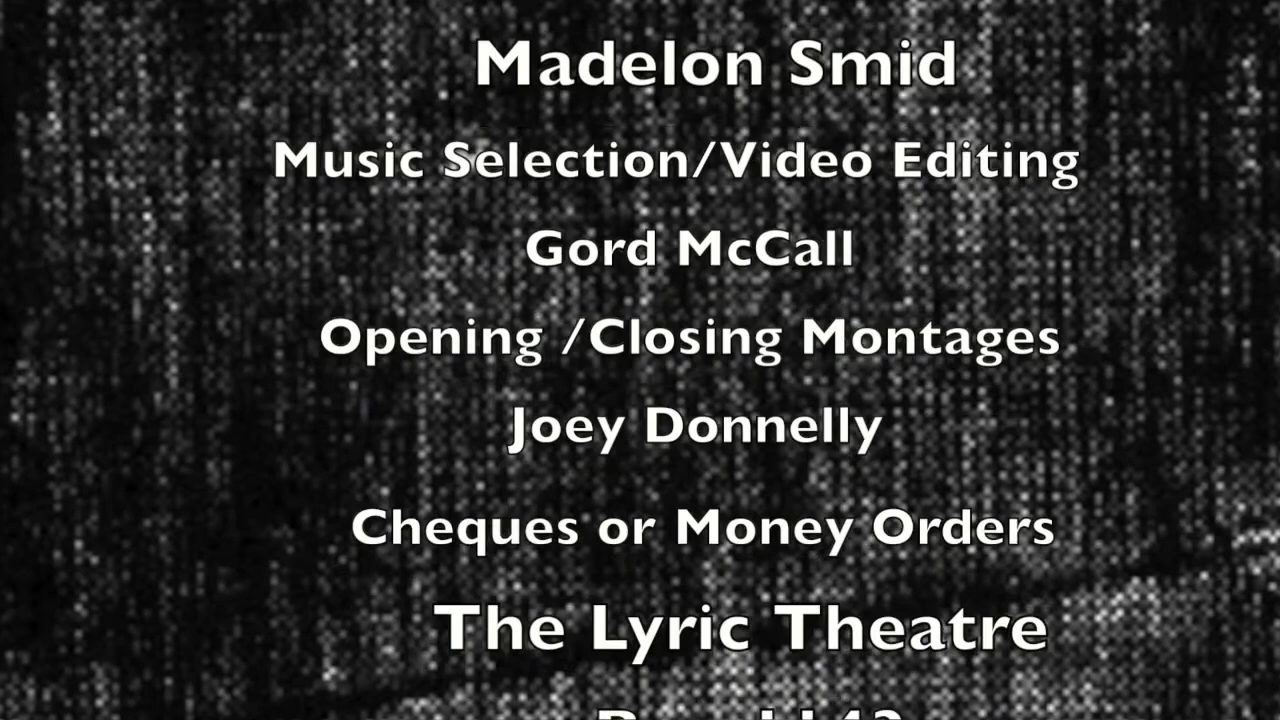 Madelon Smid
Music Selection/Video Editing
Gord McCall
Opening /Closing Montages
Joey Donnelly
Cheques or Money Orders
The Lyric Theatre